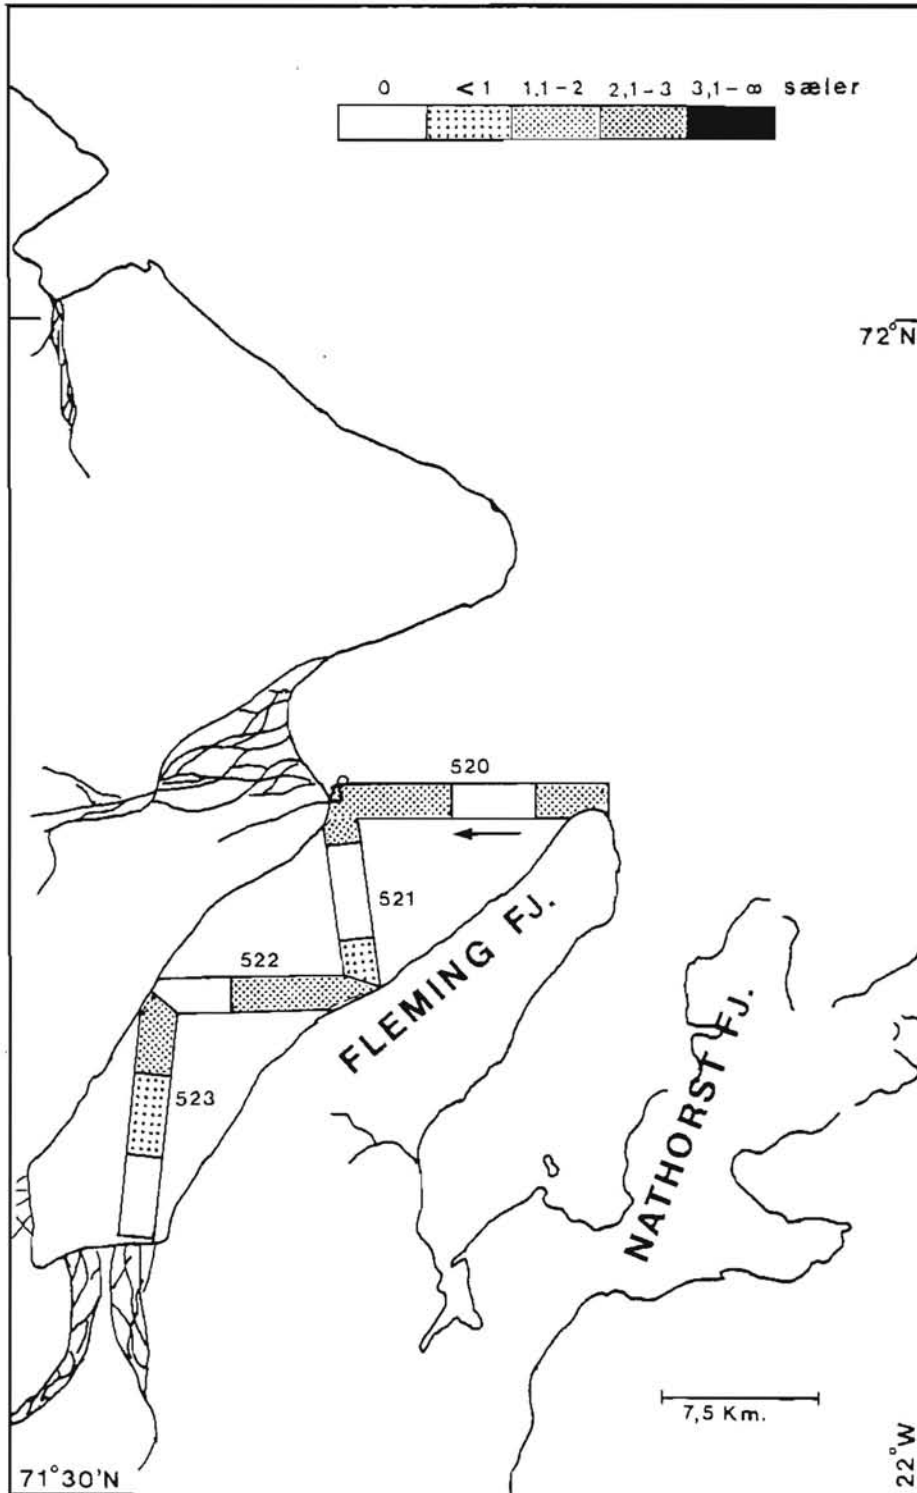 0 < 1 1,1-2 2,1-3 3,1-∞ sæler
72°N
520
521
522
FLEMING FJ.
NATHORST FJ.
523
7,5 Km.
22°W
71°30'N